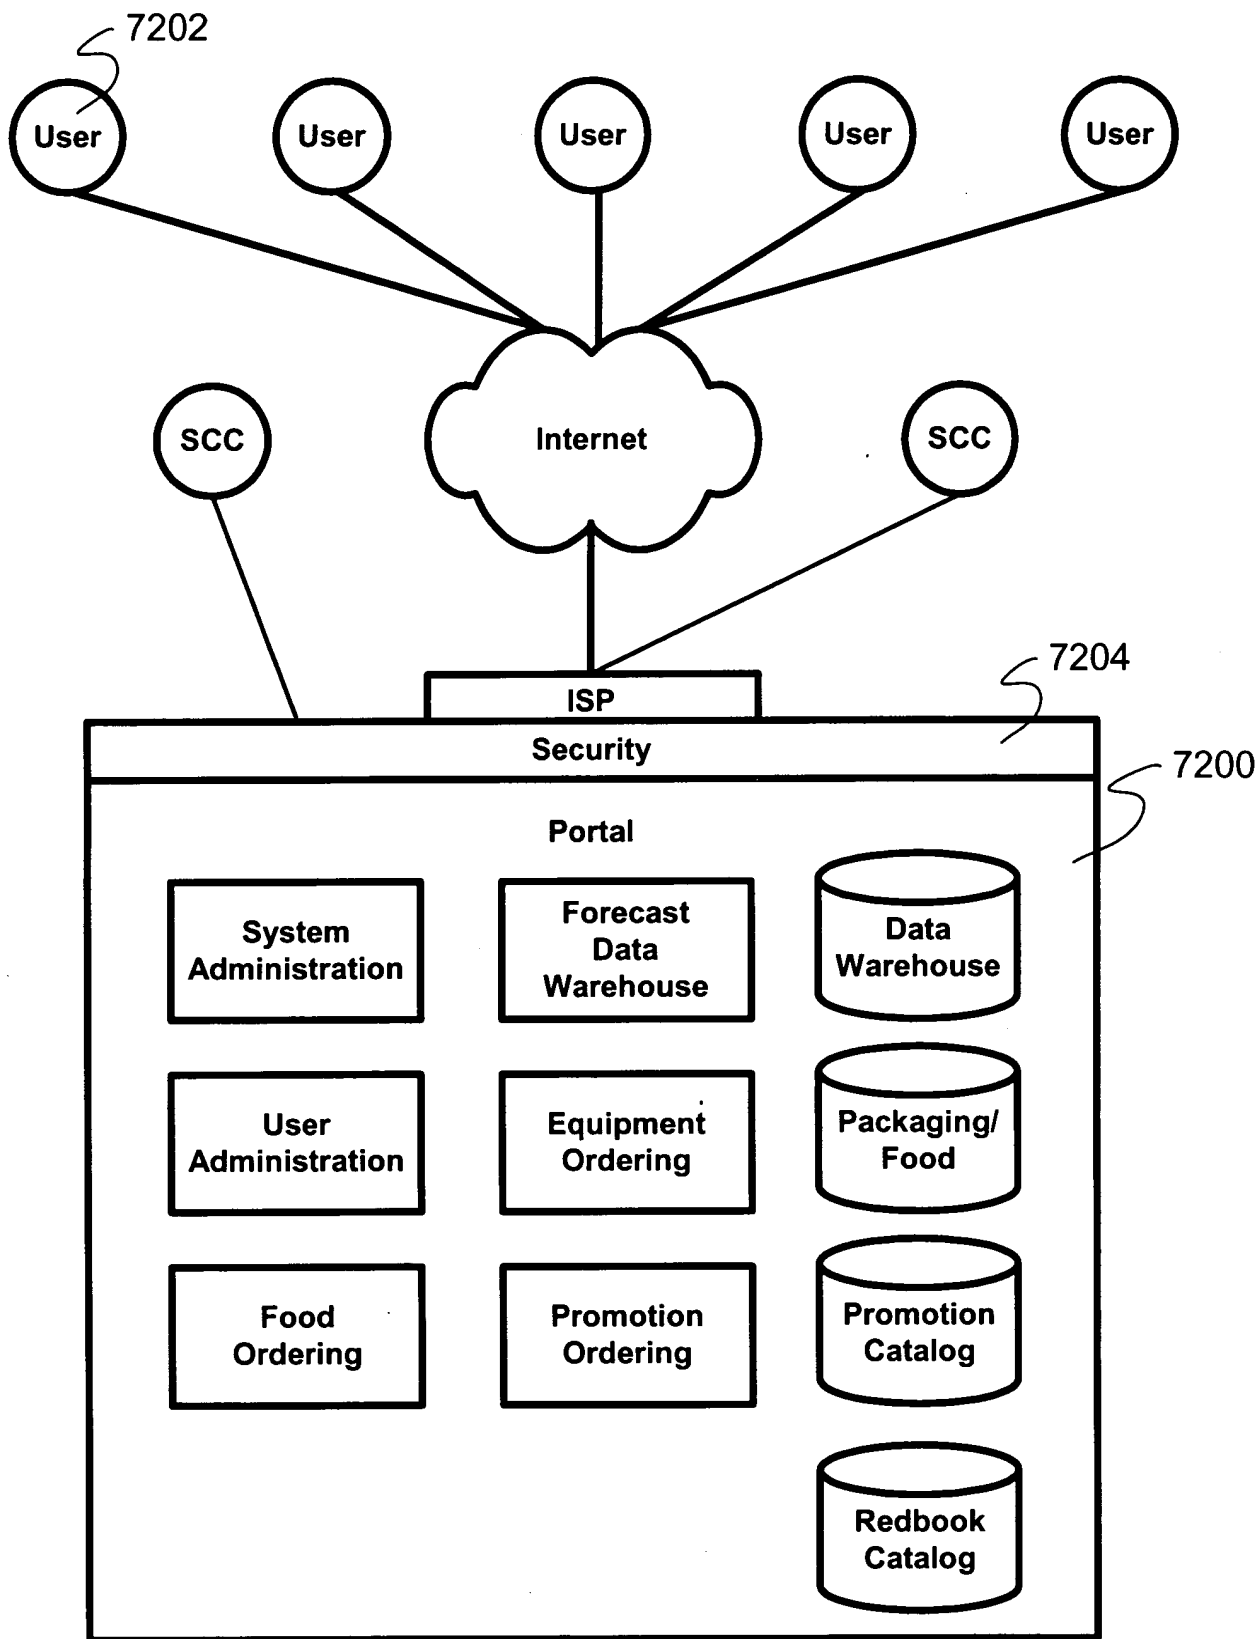 7202
User
User
User
User
User
SCC
Internet
SCC
ISP
7204
Security
7200
Portal
System
Administration
Forecast
Data
Warehouse
Data
Warehouse
User
Administration
Equipment
Ordering
Packaging/
Food
Food
Ordering
Promotion
Ordering
Promotion
Catalog
Redbook
Catalog